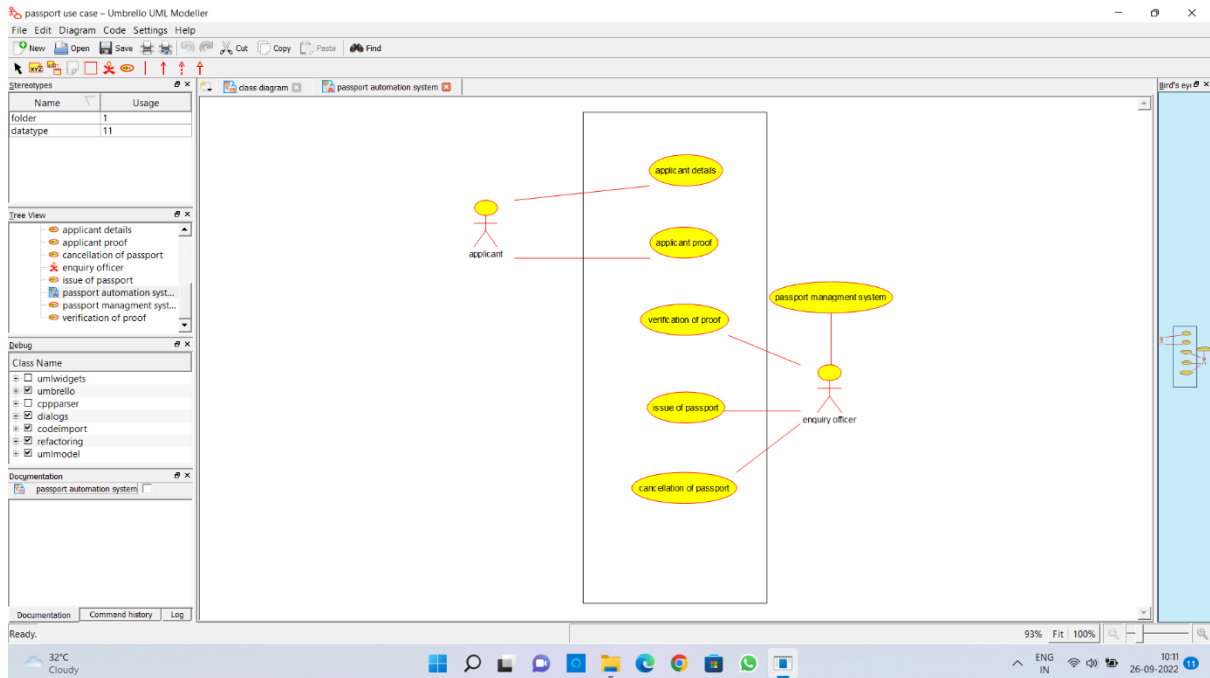 passport use case – Umbrello UML Modeller
File Edit Diagram Code Settings Help
New Open Save Cut Copy Paste Find
xyz
Stereotypes
Name Usage
folder 1
datatype 11
Tree View
applicant details
applicant proof
cancellation of passport
enquiry officer
issue of passport
passport automation syst...
passport managment syst...
verification of proof
Debug
Class Name
umlwidgets
umbrello
cppparser
dialogs
codeimport
refactoring
umlmodel
Documentation
passport automation system
Documentation Command history Log
Ready.
class diagram passport automation system
applicant details
applicant
applicant proof
passport managment system
verification of proof
issue of passport
enquiry officer
cancellation of passport
Bird's eye
93% Fit 100%
32°C
Cloudy
ENG
IN
10:11
26-09-2022
11